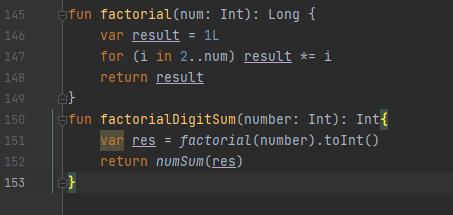 145 fun factorial(num: Int): Long {
146     var result = 1L
147     for (i in 2..num) result *= i
148     return result
149 }
150 fun factorialDigitSum(number: Int): Int{
151     var res = factorial(number).toInt()
152     return numSum(res)
153 }